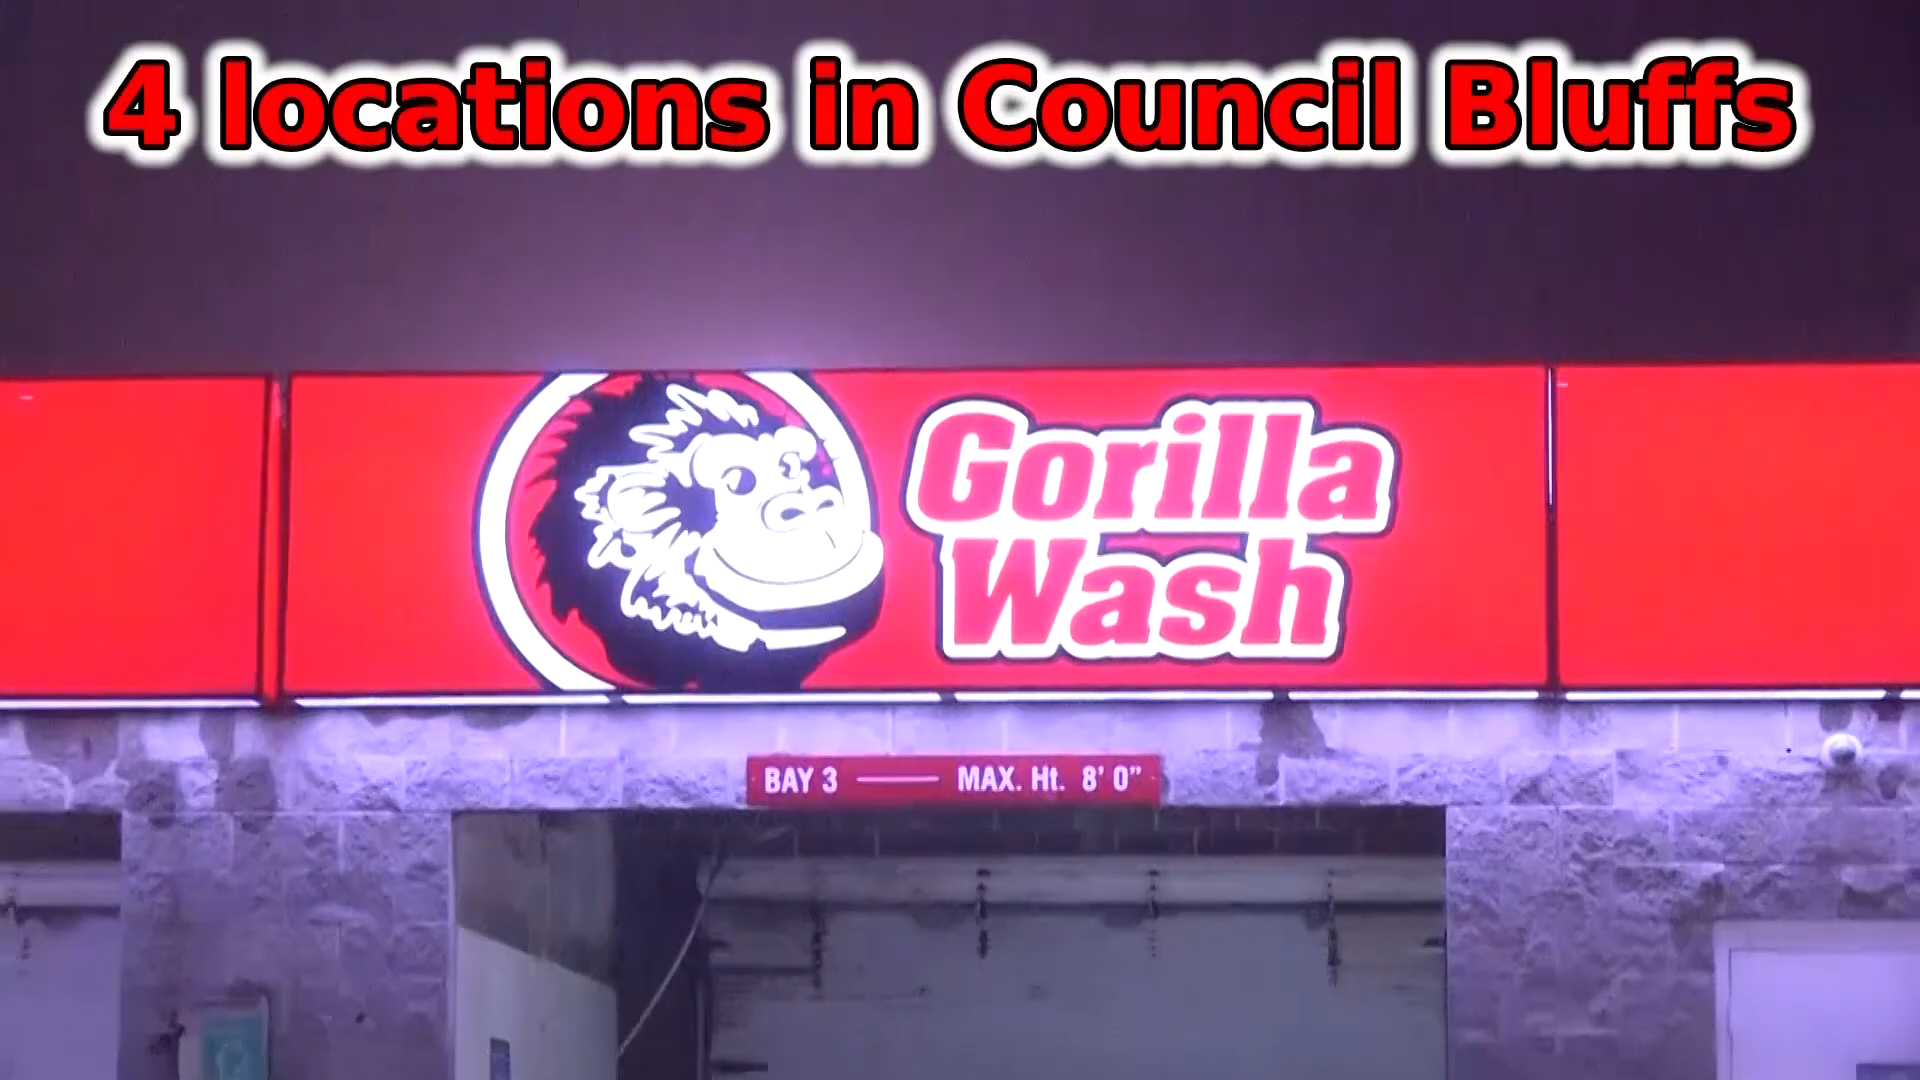 4 locations in Council Bluffs
Gorilla
Wash
BAY 3 —— MAX. Ht. 8' 0"